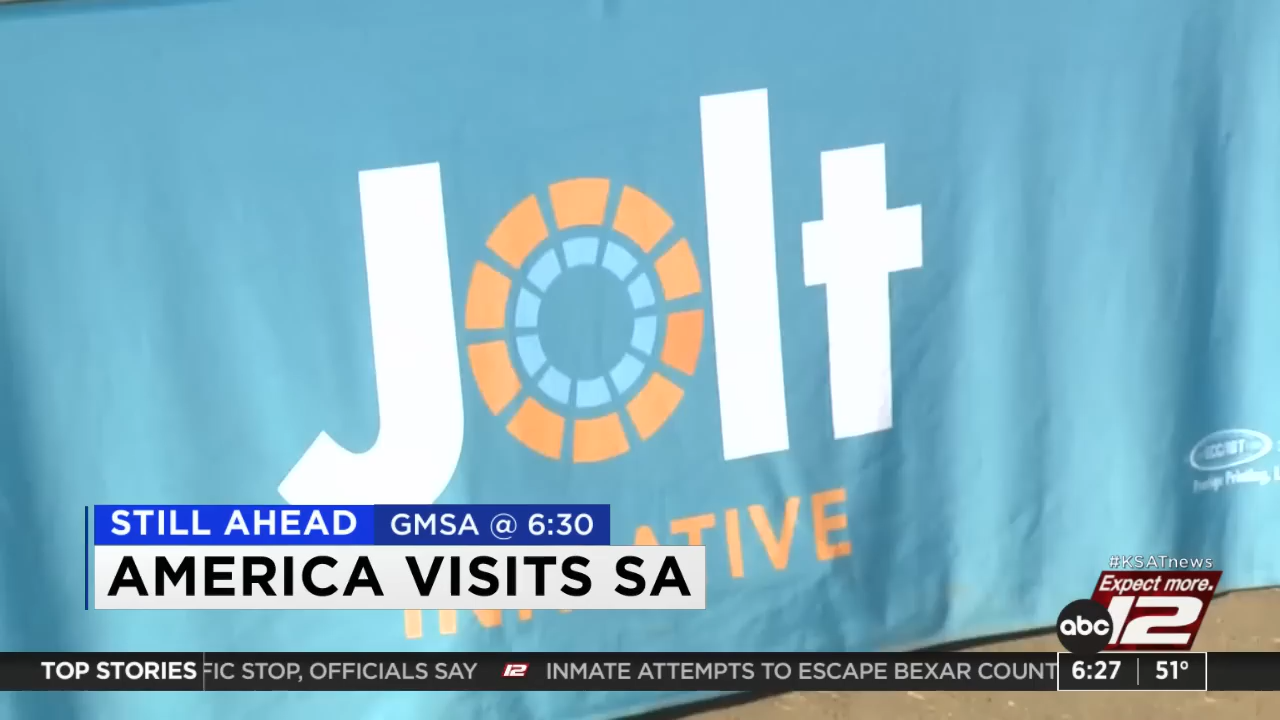 Jolt
ATIVE
STILL AHEAD GMSA @ 6:30
AMERICA VISITS SA
#KSATnews
Expect more.
abc 12
TOP STORIES FIC STOP, OFFICIALS SAY 12 INMATE ATTEMPTS TO ESCAPE BEXAR COUNT 6:27 51°